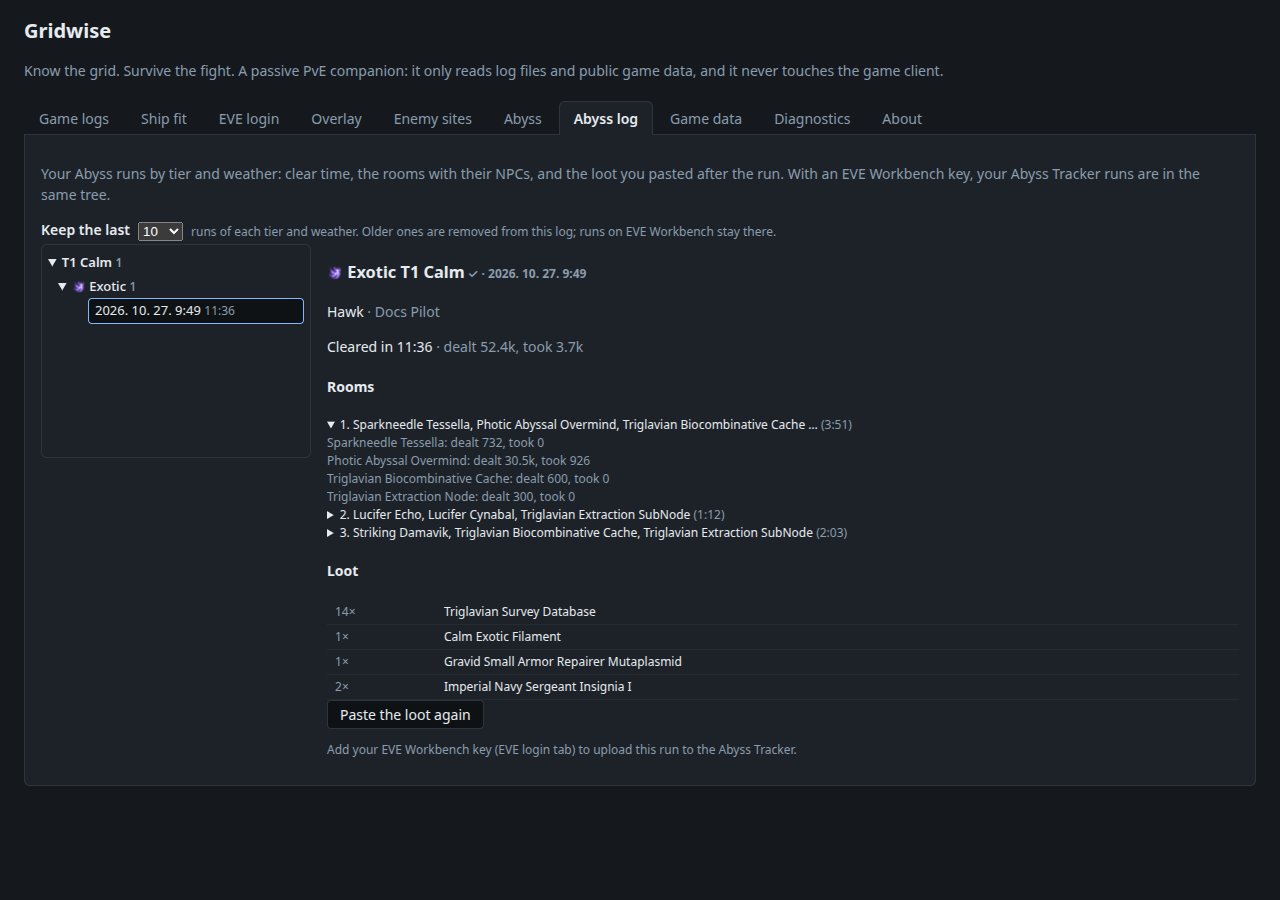 Gridwise
Know the grid. Survive the fight. A passive PvE companion: it only reads log files and public game data, and it never touches the game client.
Game logs Ship fit EVE login Overlay Enemy sites Abyss Abyss log Game data Diagnostics About
Your Abyss runs by tier and weather: clear time, the rooms with their NPCs, and the loot you pasted after the run. With an EVE Workbench key, your Abyss Tracker runs are in the
same tree.
Keep the last 10 runs of each tier and weather. Older ones are removed from this log; runs on EVE Workbench stay there.
▼ T1 Calm 1
▼ Exotic 1
2026. 10. 27. 9:49 11:36
Exotic T1 Calm ✓ · 2026. 10. 27. 9:49
Hawk · Docs Pilot
Cleared in 11:36 · dealt 52.4k, took 3.7k
Rooms
▼ 1. Sparkneedle Tessella, Photic Abyssal Overmind, Triglavian Biocombinative Cache ... (3:51)
Sparkneedle Tessella: dealt 732, took 0
Photic Abyssal Overmind: dealt 30.5k, took 926
Triglavian Biocombinative Cache: dealt 600, took 0
Triglavian Extraction Node: dealt 300, took 0
▶ 2. Lucifer Echo, Lucifer Cynabal, Triglavian Extraction SubNode (1:12)
▶ 3. Striking Damavik, Triglavian Biocombinative Cache, Triglavian Extraction SubNode (2:03)
Loot
14× Triglavian Survey Database
1× Calm Exotic Filament
1× Gravid Small Armor Repairer Mutaplasmid
2× Imperial Navy Sergeant Insignia I
Paste the loot again
Add your EVE Workbench key (EVE login tab) to upload this run to the Abyss Tracker.